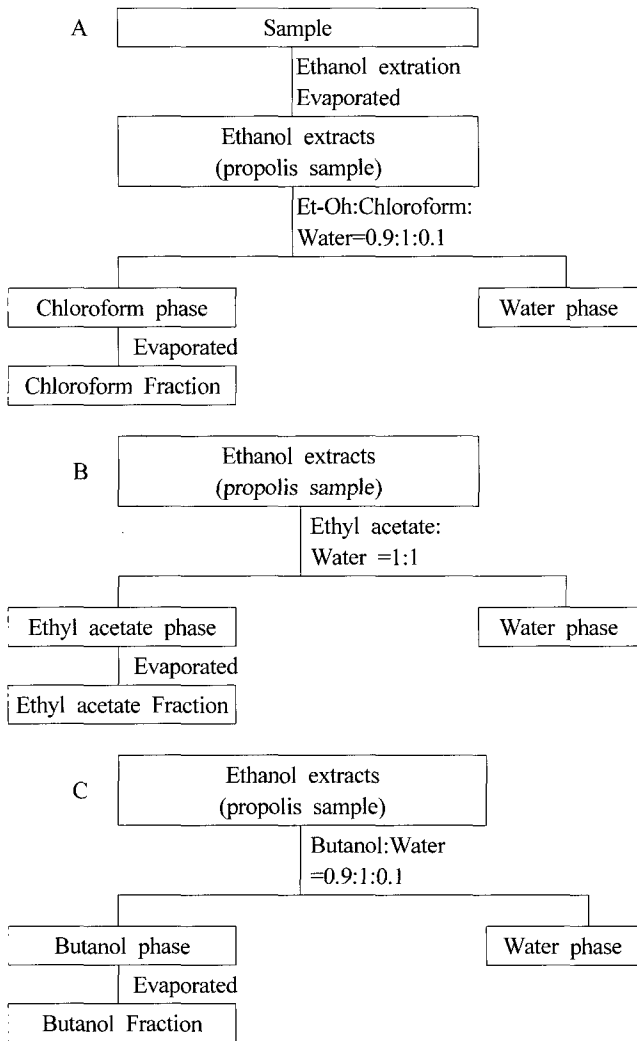 A
Sample
Ethanol extration
Evaporated
Ethanol extracts
(propolis sample)
Et-Oh:Chloroform:
Water=0.9:1:0.1
Chloroform phase
Water phase
Evaporated
Chloroform Fraction
B
Ethanol extracts
(propolis sample)
Ethyl acetate:
Water =1:1
Ethyl acetate phase
Water phase
Evaporated
Ethyl acetate Fraction
C
Ethanol extracts
(propolis sample)
Butanol:Water
=0.9:1:0.1
Butanol phase
Water phase
Evaporated
Butanol Fraction